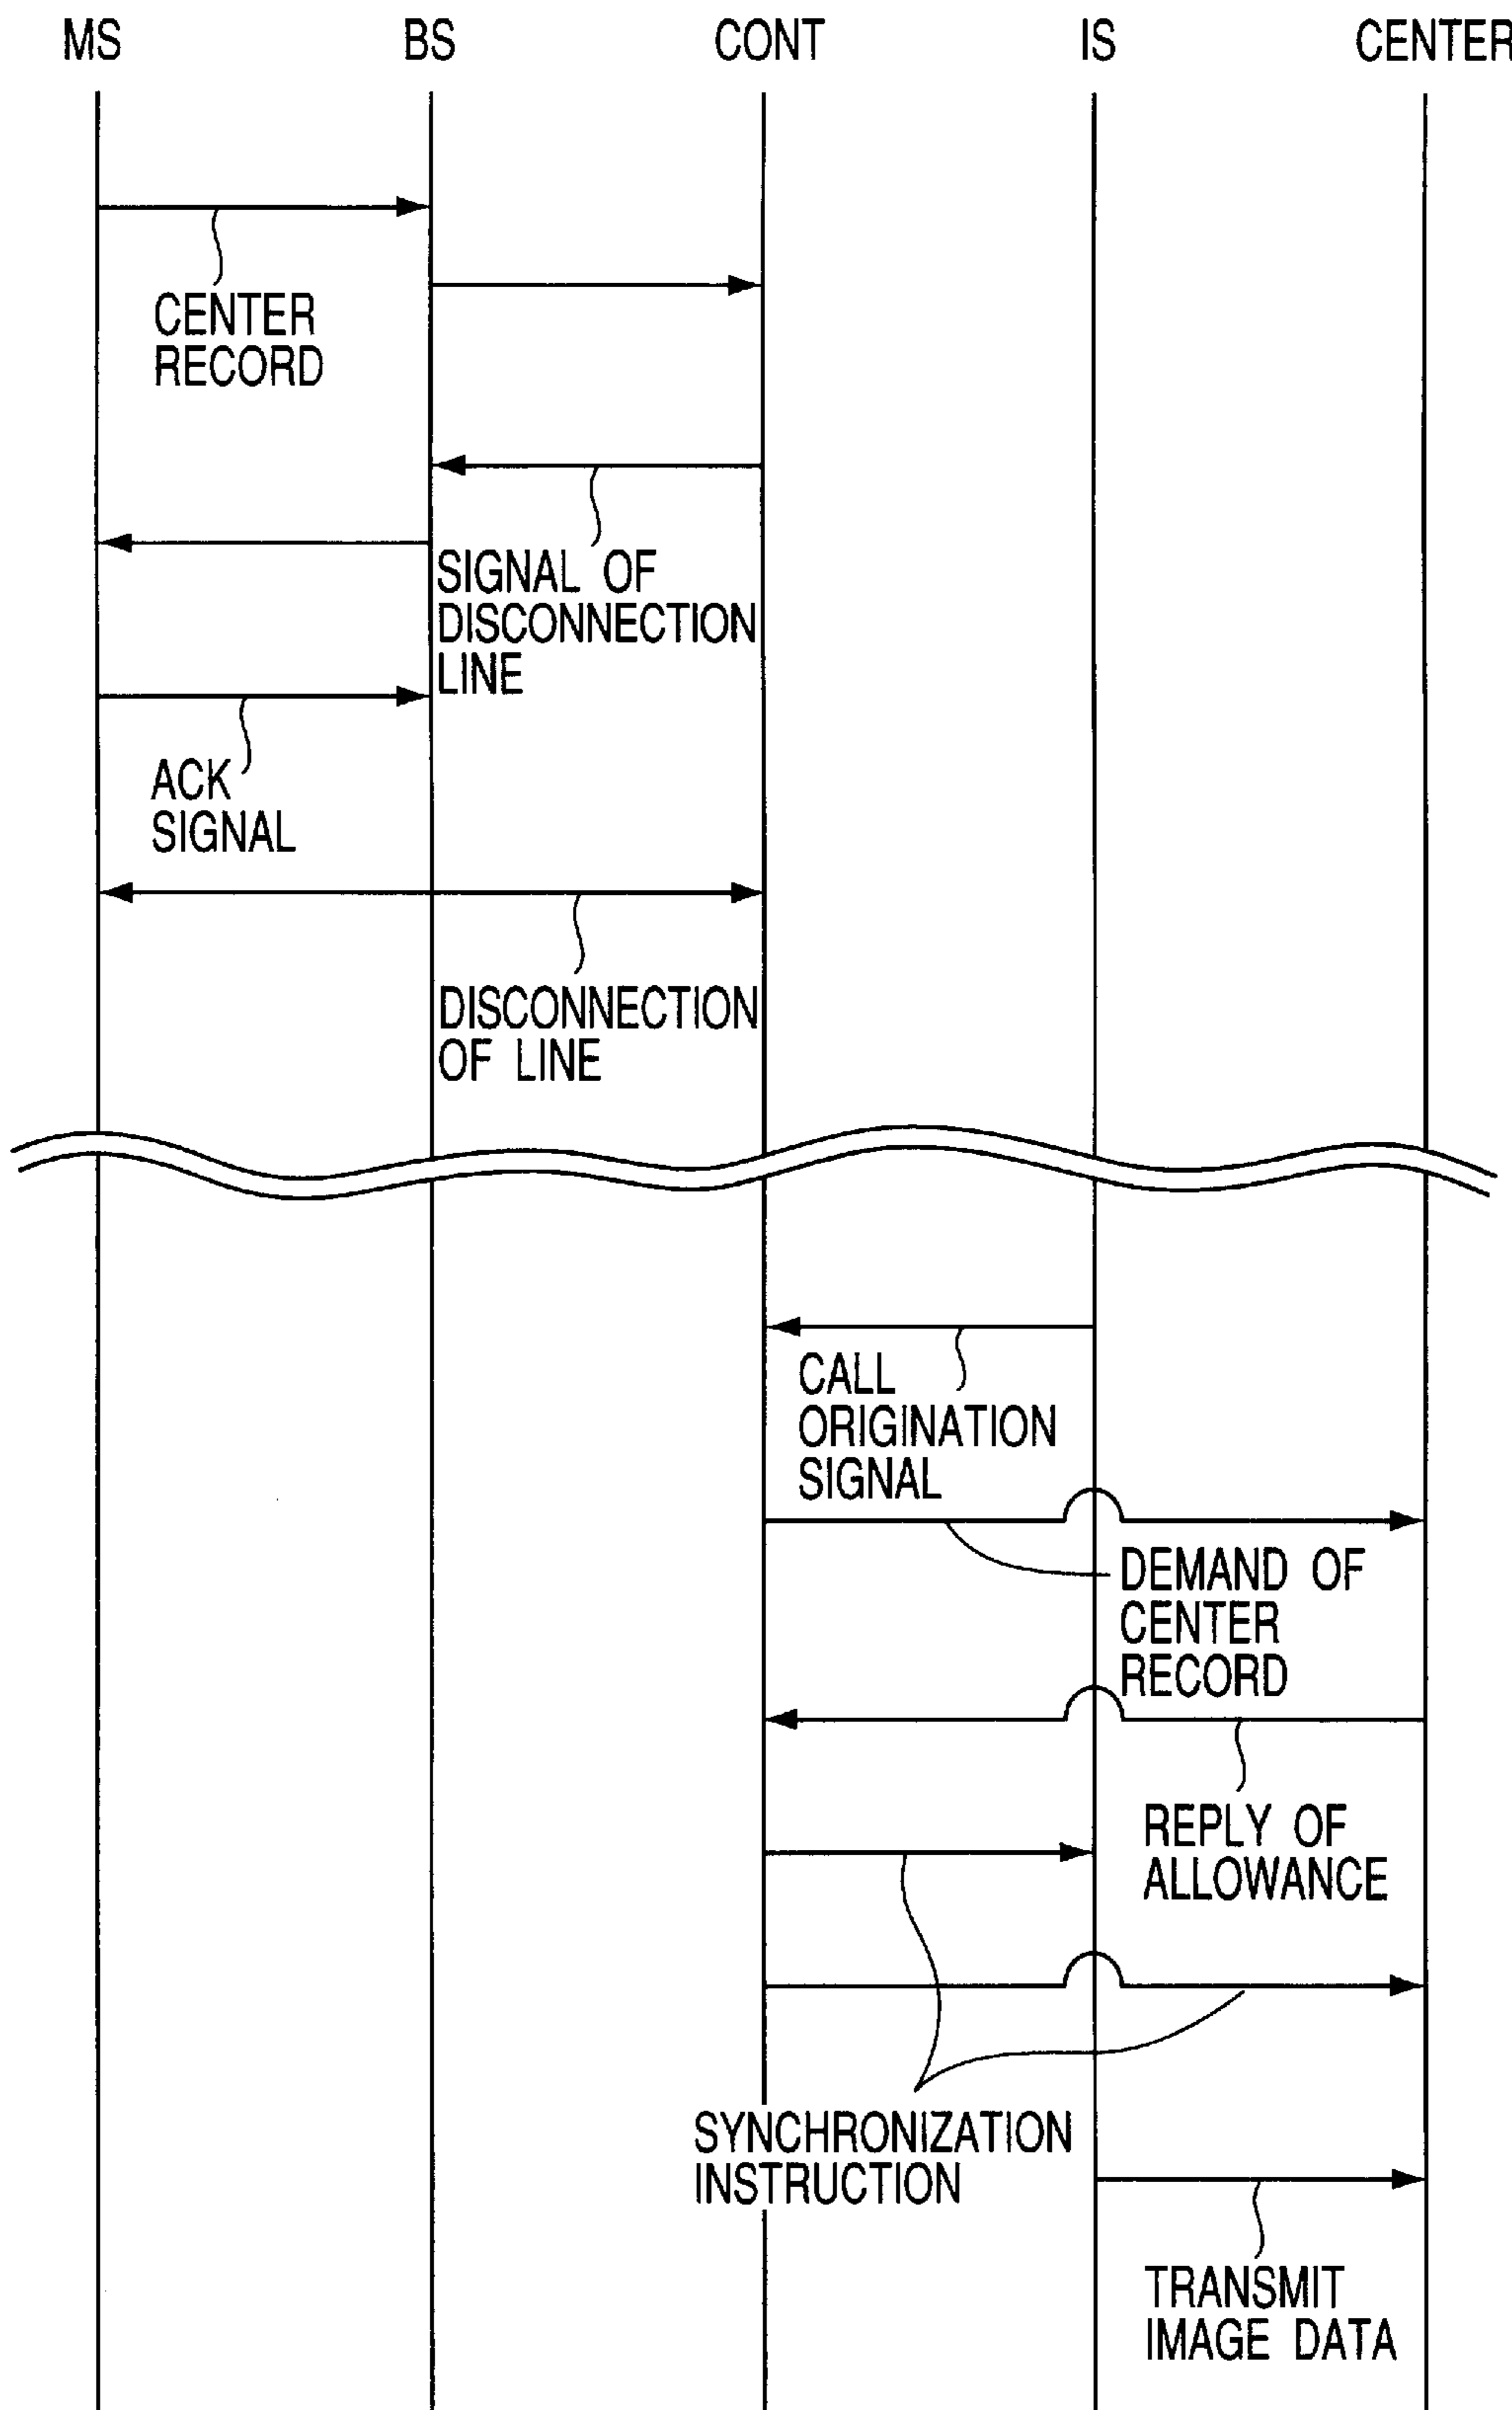 MS BS CONT IS CENTER
CENTER
RECORD
SIGNAL OF
DISCONNECTION
LINE
ACK
SIGNAL
DISCONNECTION
OF LINE
CALL
ORIGINATION
SIGNAL
DEMAND OF
CENTER
RECORD
REPLY OF
ALLOWANCE
SYNCHRONIZATION
INSTRUCTION
TRANSMIT
IMAGE DATA